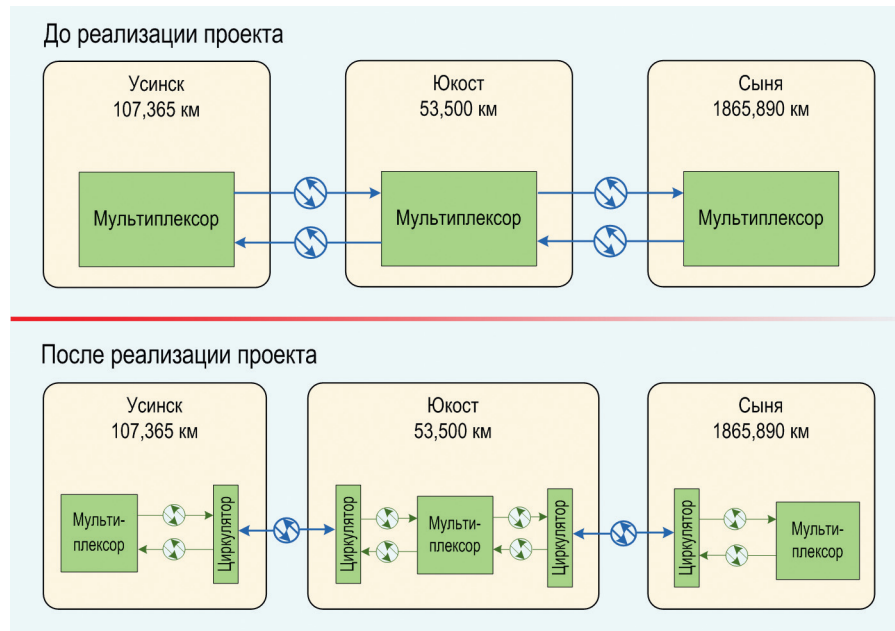 До реализации проекта
Усинск
107,365 км
Юкост
53,500 км
Сыня
1865,890 км
Мультиплексор
Мультиплексор
Мультиплексор
После реализации проекта
Усинск
107,365 км
Юкост
53,500 км
Сыня
1865,890 км
Мульти-
плексор
Циркулятор
Циркулятор
Мульти-
плексор
Циркулятор
Циркулятор
Мульти-
плексор